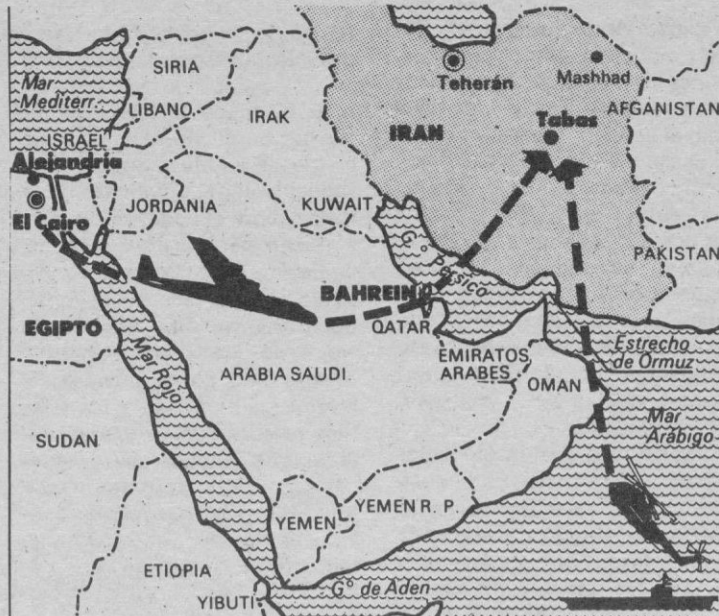 SIRIA
Mar
Mediterr.
LIBANO
ISRAEL
Alejandría
El Cairo
JORDANIA
IRAK
KUWAIT
Teherán
Mashhad
Tabas
IRAN
AFGANISTAN
PAKISTAN
G.º Pérsico
BAHREIN
QATAR
EGIPTO
Mar Rojo
ARABIA SAUDI.
EMIRATOS
ARABES
OMAN
Estrecho
de Ormuz
Mar
Arábigo
SUDAN
YEMEN
YEMEN R. P.
ETIOPIA
YIBUTI
G.º de Aden